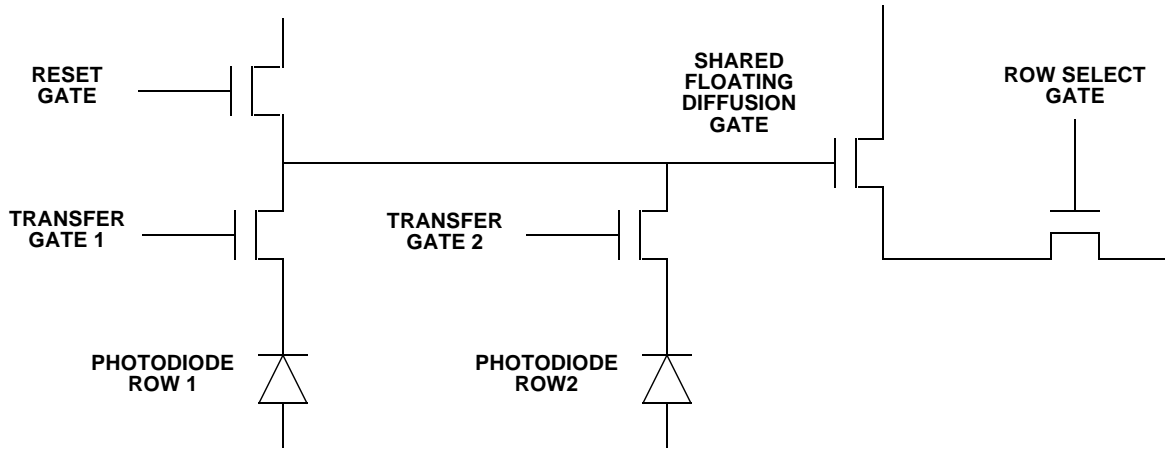 RESET
GATE
SHARED
FLOATING
DIFFUSION
GATE
ROW SELECT
GATE
TRANSFER
GATE 1
TRANSFER
GATE 2
PHOTODIODE
ROW 1
PHOTODIODE
ROW2